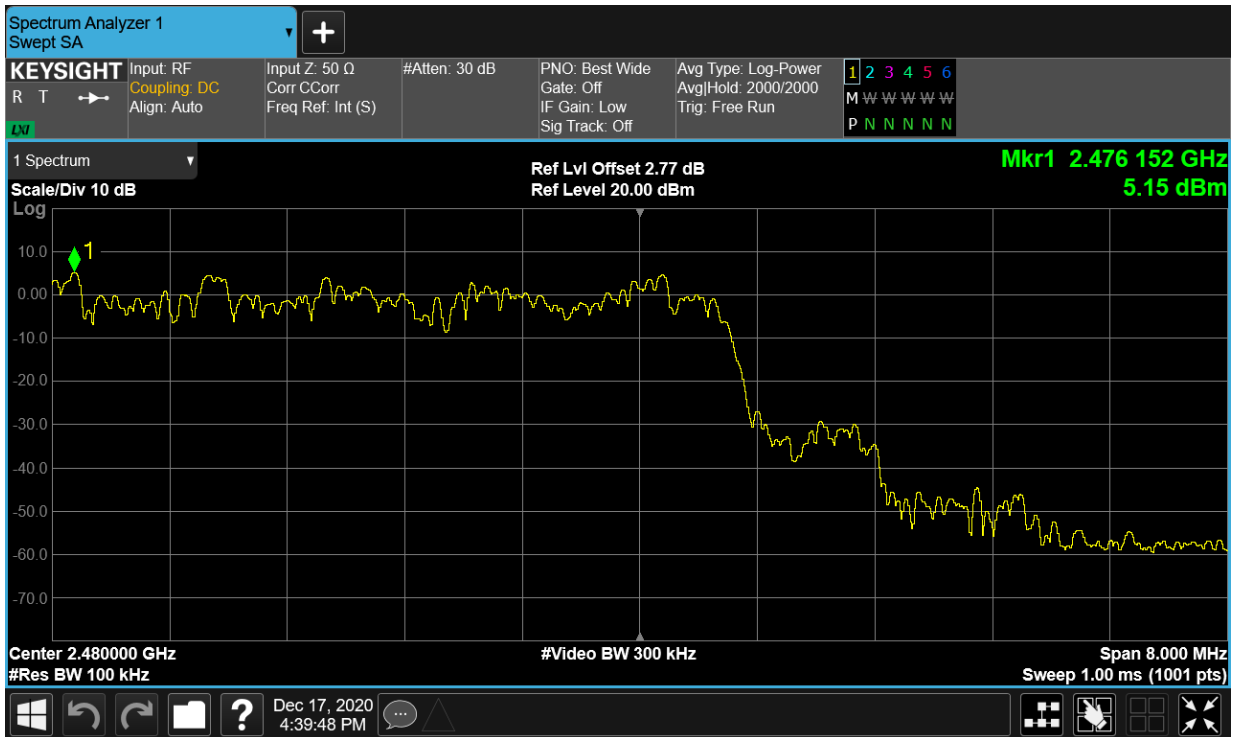 Spectrum Analyzer 1
Swept SA
+
KEYSIGHT
R T
LXI
Input: RF
Coupling: DC
Align: Auto
Input Z: 50 Ω
Corr CCorr
Freq Ref: Int (S)
#Atten: 30 dB
PNO: Best Wide
Gate: Off
IF Gain: Low
Sig Track: Off
Avg Type: Log-Power
Avg|Hold: 2000/2000
Trig: Free Run
1 2 3 4 5 6
M W W W W W
P N N N N N
1 Spectrum
Scale/Div 10 dB
Log
Ref Lvl Offset 2.77 dB
Ref Level 20.00 dBm
Mkr1 2.476 152 GHz
5.15 dBm
1
10.0
0.00
-10.0
-20.0
-30.0
-40.0
-50.0
-60.0
-70.0
Center 2.480000 GHz
#Res BW 100 kHz
#Video BW 300 kHz
Span 8.000 MHz
Sweep 1.00 ms (1001 pts)
?
Dec 17, 2020
4:39:48 PM